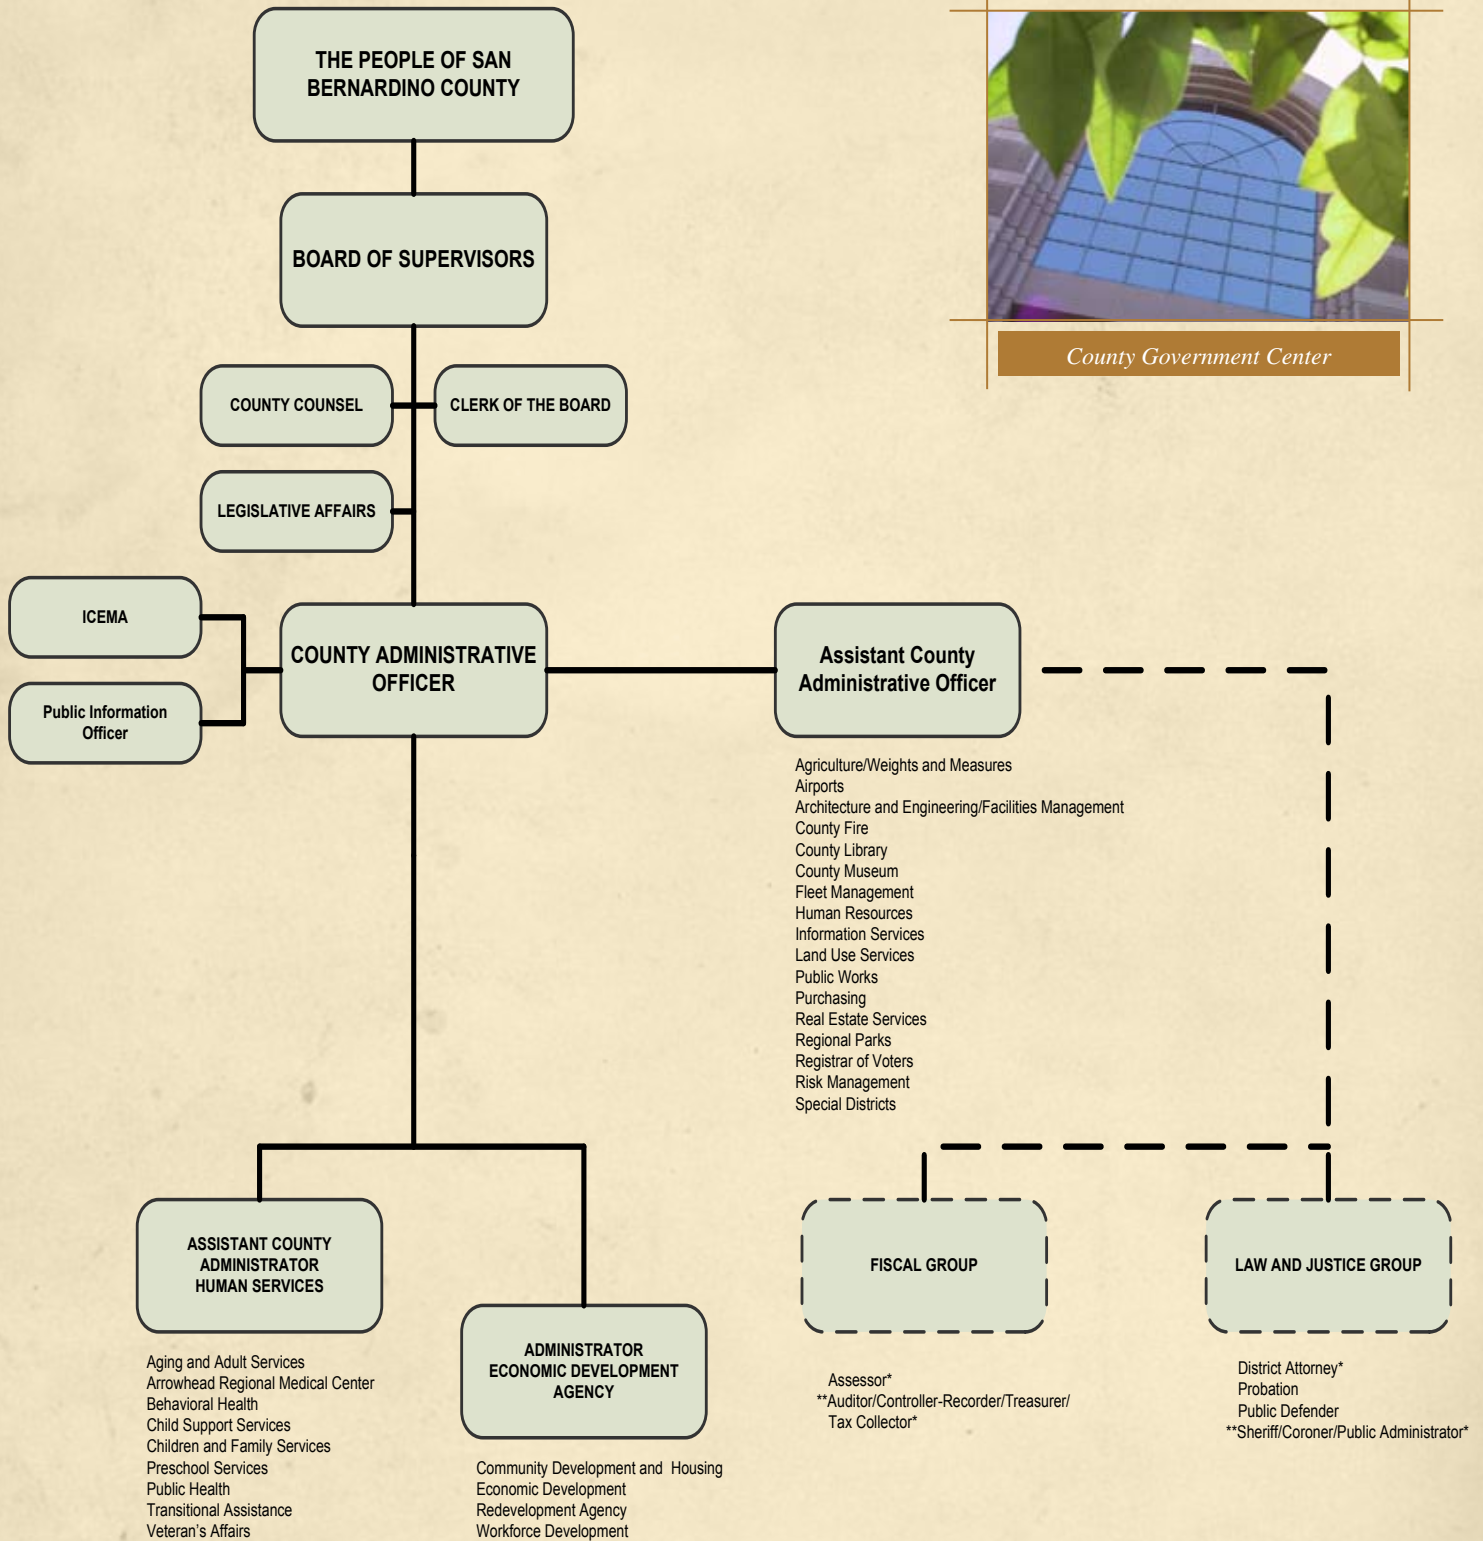 THE PEOPLE OF SAN
BERNARDINO COUNTY
BOARD OF SUPERVISORS
County Government Center
COUNTY COUNSEL
CLERK OF THE BOARD
LEGISLATIVE AFFAIRS
ICEMA
Public Information
Officer
COUNTY ADMINISTRATIVE
OFFICER
Assistant County
Administrative Officer
Agriculture/Weights and Measures
Airports
Architecture and Engineering/Facilities Management
County Fire
County Library
County Museum
Fleet Management
Human Resources
Information Services
Land Use Services
Public Works
Purchasing
Real Estate Services
Regional Parks
Registrar of Voters
Risk Management
Special Districts
ASSISTANT COUNTY
ADMINISTRATOR
HUMAN SERVICES
Aging and Adult Services
Arrowhead Regional Medical Center
Behavioral Health
Child Support Services
Children and Family Services
Preschool Services
Public Health
Transitional Assistance
Veteran's Affairs
ADMINISTRATOR
ECONOMIC DEVELOPMENT
AGENCY
Community Development and  Housing
Economic Development
Redevelopment Agency
Workforce Development
FISCAL GROUP
Assessor*
**Auditor/Controller-Recorder/Treasurer/
Tax Collector*
LAW AND JUSTICE GROUP
District Attorney*
Probation
Public Defender
**Sheriff/Coroner/Public Administrator*